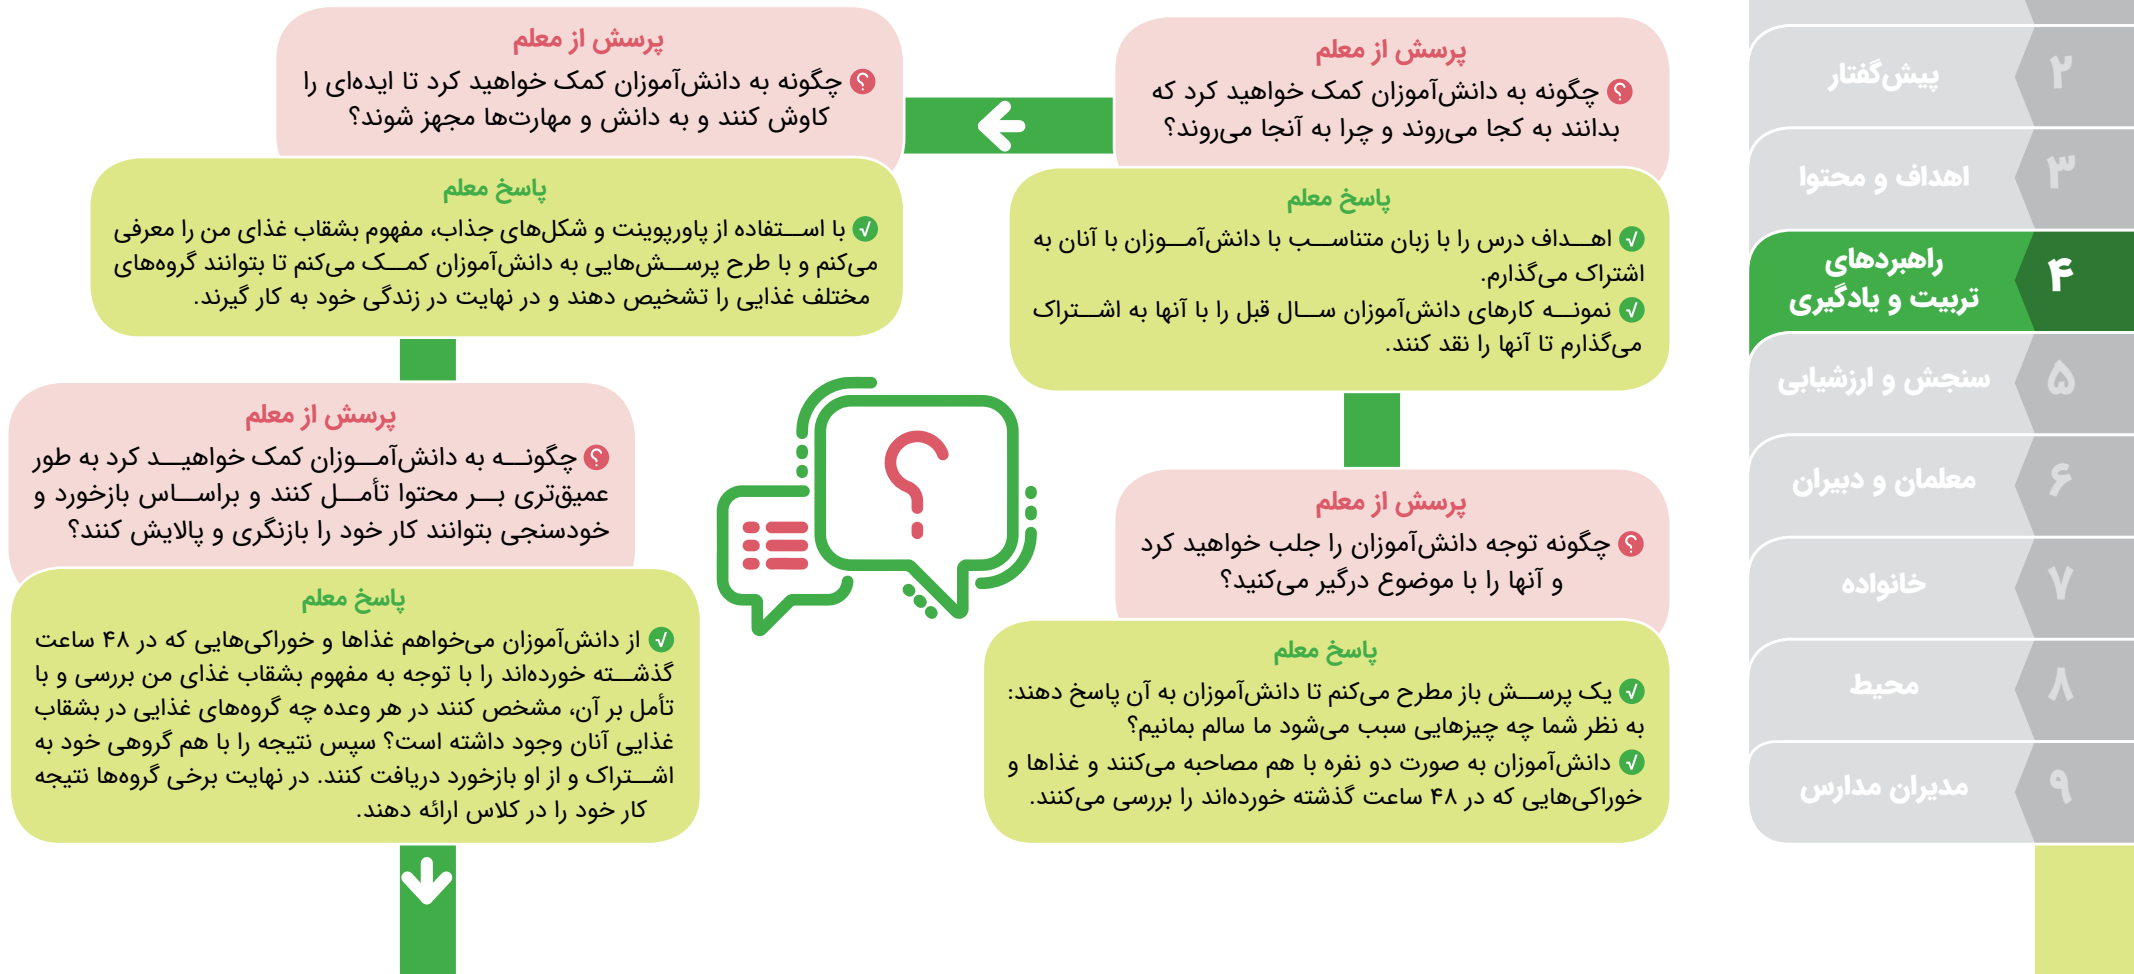 پرسش از معلم
چگونه به دانش‌آموزان کمک خواهید کرد که
بدانند به کجا می‌روند و چرا به آنجا می‌روند؟
پاسخ معلم
√ اهداف درس را با زبان متناسب با دانش‌آموزان با آنان به
اشتراک می‌گذارم.
√ نمونه کارهای دانش‌آموزان سال قبل را با آنها به اشتراک
می‌گذارم تا آنها را نقد کنند.
پرسش از معلم
؟ چگونه توجه دانش‌آموزان را جلب خواهید کرد
و آنها را با موضوع درگیر می‌کنید؟
پاسخ معلم
√ یک پرسش باز مطرح می‌کنم تا دانش‌آموزان به آن پاسخ دهند:
به نظر شما چه چیزهایی سبب می‌شود ما سالم بمانیم؟
√ دانش‌آموزان به صورت دو نفره با هم مصاحبه می‌کنند و غذاها و
خوراکی‌هایی که در ۴۸ ساعت گذشته خورده‌اند را بررسی می‌کنند.
پرسش از معلم
؟ چگونه به دانش‌آموزان کمک خواهید کرد تا ایده‌ای را
کاوش کنند و به دانش و مهارت‌ها مجهز شوند؟
پاسخ معلم
√ با استفاده از پاورپوینت و شکل‌های جذاب، مفهوم بشقاب غذای من را معرفی
می‌کنم و با طرح پرسش‌هایی به دانش‌آموزان کمک می‌کنم تا بتوانند گروه‌های
مختلف غذایی را تشخیص دهند و در نهایت در زندگی خود به کار گیرند.
پرسش از معلم
؟ چگونه به دانش‌آموزان کمک خواهید کرد به طور
عمیق‌تری بر محتوا تأمل کنند و براساس بازخورد و
خودسنجی بتوانند کار خود را بازنگری و پالایش کنند؟
پاسخ معلم
√ از دانش‌آموزان می‌خواهم غذاها و خوراکی‌هایی که در ۴۸ ساعت
گذشته خورده‌اند را با توجه به مفهوم بشقاب غذای من بررسی و با
تأمل بر آن، مشخص کنند در هر وعده چه گروه‌های غذایی در بشقاب
غذایی آنان وجود داشته است؟ سپس نتیجه را با هم گروهی خود به
اشتراک و از او بازخورد دریافت کنند. در نهایت برخی گروه‌ها نتیجه
کار خود را در کلاس ارائه دهند.
؟
۲ پیش‌گفتار
۳ اهداف و محتوا
۴ راهبردهای
تربیت و یادگیری
۵ سنجش و ارزشیابی
۶ معلمان و دبیران
۷ خانواده
۸ محیط
۹ مدیران مدارس